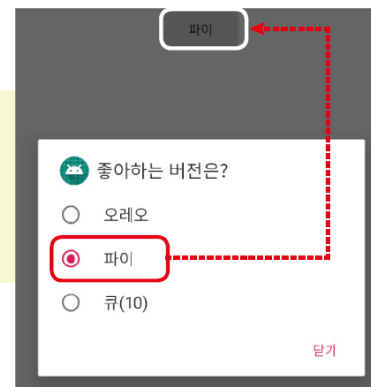 파이
좋아하는 버전은?
오레오
파이
큐(10)
닫기